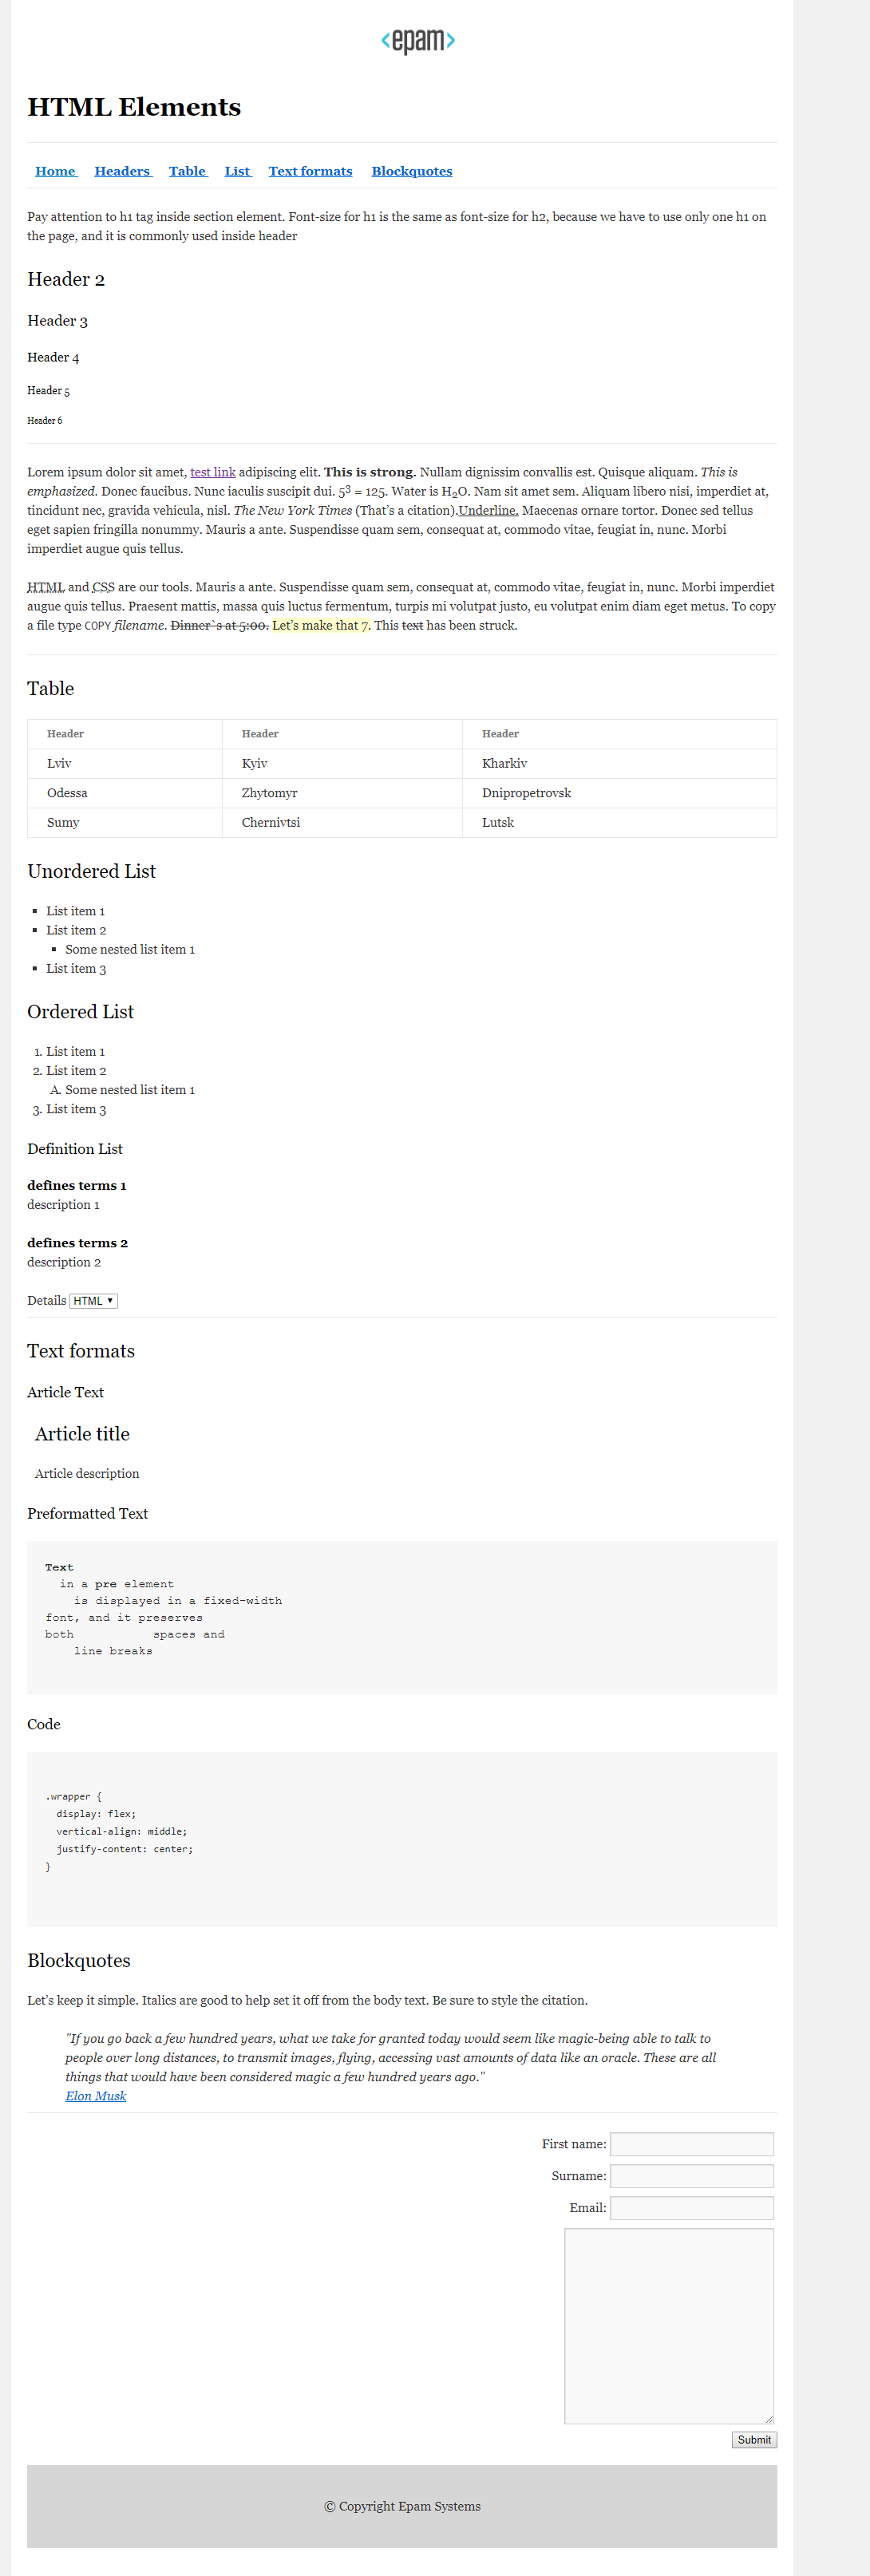 <epam>
HTML Elements
Home Headers Table List Text formats Blockquotes
Pay attention to h1 tag inside section element. Font-size for h1 is the same as font-size for h2, because we have to use only one h1 on
the page, and it is commonly used inside header
Header 2
Header 3
Header 4
Header 5
Header 6
Lorem ipsum dolor sit amet, test link adipiscing elit. This is strong. Nullam dignissim convallis est. Quisque aliquam. This is
emphasized. Donec faucibus. Nunc iaculis suscipit dui. 5³ = 125. Water is H₂O. Nam sit amet sem. Aliquam libero nisi, imperdiet at,
tincidunt nec, gravida vehicula, nisl. The New York Times (That’s a citation).Underline. Maecenas ornare tortor. Donec sed tellus
eget sapien fringilla nonummy. Mauris a ante. Suspendisse quam sem, consequat at, commodo vitae, feugiat in, nunc. Morbi
imperdiet augue quis tellus.
HTML and CSS are our tools. Mauris a ante. Suspendisse quam sem, consequat at, commodo vitae, feugiat in, nunc. Morbi imperdiet
augue quis tellus. Praesent mattis, massa quis luctus fermentum, turpis mi volutpat justo, eu volutpat enim diam eget metus. To copy
a file type COPY filename. Dinner`s at 5:00. Let’s make that 7. This text has been struck.
Table
Header Header Header
Lviv Kyiv Kharkiv
Odessa Zhytomyr Dnipropetrovsk
Sumy Chernivtsi Lutsk
Unordered List
List item 1
List item 2
Some nested list item 1
List item 3
Ordered List
1. List item 1
2. List item 2
A. Some nested list item 1
3. List item 3
Definition List
defines terms 1
description 1
defines terms 2
description 2
Details HTML
Text formats
Article Text
Article title
Article description
Preformatted Text
Text
in a pre element
is displayed in a fixed-width
font, and it preserves
both spaces and
line breaks
Code
.wrapper {
display: flex;
vertical-align: middle;
justify-content: center;
}
Blockquotes
Let’s keep it simple. Italics are good to help set it off from the body text. Be sure to style the citation.
"If you go back a few hundred years, what we take for granted today would seem like magic-being able to talk to
people over long distances, to transmit images, flying, accessing vast amounts of data like an oracle. These are all
things that would have been considered magic a few hundred years ago."
Elon Musk
First name:
Surname:
Email:
Submit
© Copyright Epam Systems